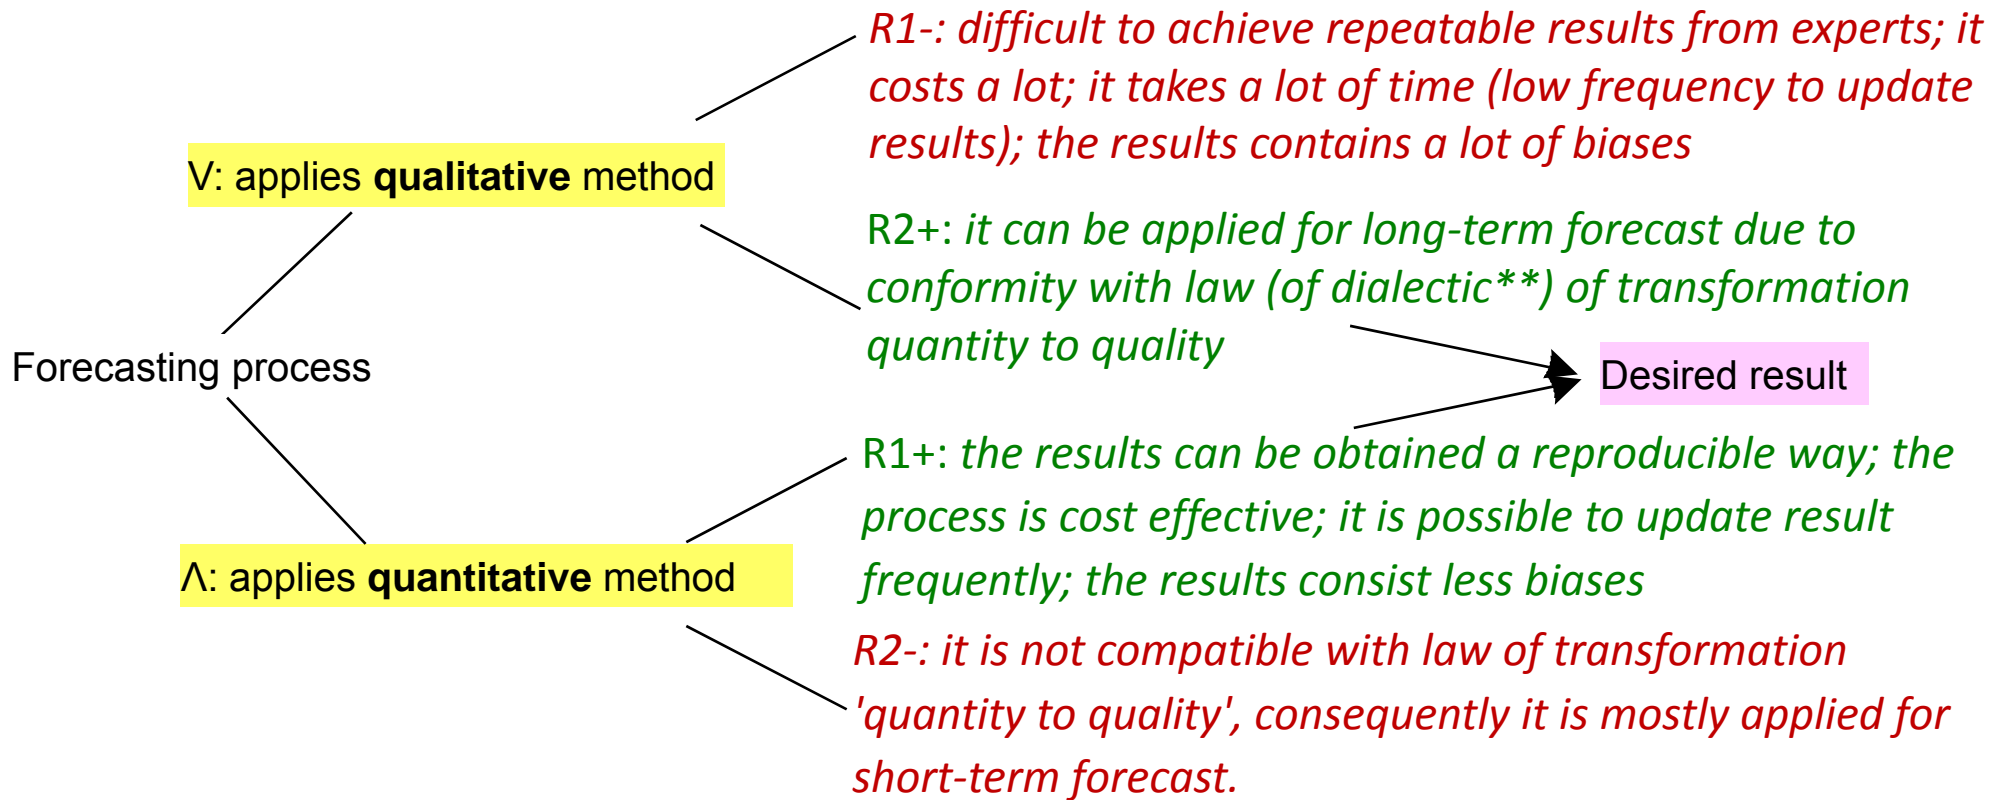 R1-: difficult to achieve repeatable results from experts; it
costs a lot; it takes a lot of time (low frequency to update
results); the results contains a lot of biases
V: applies qualitative method
R2+: it can be applied for long-term forecast due to
conformity with law (of dialectic**) of transformation
quantity to quality
Forecasting process
Desired result
R1+: the results can be obtained a reproducible way; the
process is cost effective; it is possible to update result
frequently; the results consist less biases
Λ: applies quantitative method
R2-: it is not compatible with law of transformation
'quantity to quality', consequently it is mostly applied for
short-term forecast.